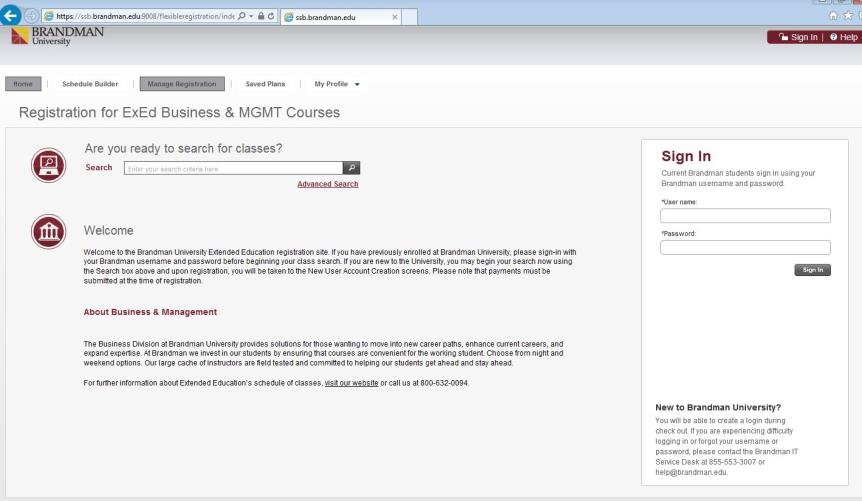 https://ssb.brandman.edu:9008/flexibleregistration/inde
ssb.brandman.edu
BRANDMAN
University
Sign In | Help
Home | Schedule Builder | Manage Registration | Saved Plans | My Profile
Registration for ExEd Business & MGMT Courses
Are you ready to search for classes?
Search Enter your search criteria here
Advanced Search
Welcome
Welcome to the Brandman University Extended Education registration site. If you have previously enrolled at Brandman University, please sign-in with
your Brandman username and password before beginning your class search. If you are new to the University, you may begin your search now using
the Search box above and upon registration, you will be taken to the New User Account Creation screens. Please note that payments must be
submitted at the time of registration.
About Business & Management
The Business Division at Brandman University provides solutions for those wanting to move into new career paths, enhance current careers, and
expand expertise. At Brandman we invest in our students by ensuring that courses are convenient for the working student. Choose from night and
weekend options. Our large cache of instructors are field tested and committed to helping our students get ahead and stay ahead.
For further information about Extended Education's schedule of classes, visit our website or call us at 800-632-0094.
Sign In
Current Brandman students sign in using your
Brandman username and password.
*User name:
*Password:
Sign In
New to Brandman University?
You will be able to create a login during
check out. If you are experiencing difficulty
logging in or forgot your username or
password, please contact the Brandman IT
Service Desk at 855-553-3007 or
help@brandman.edu.